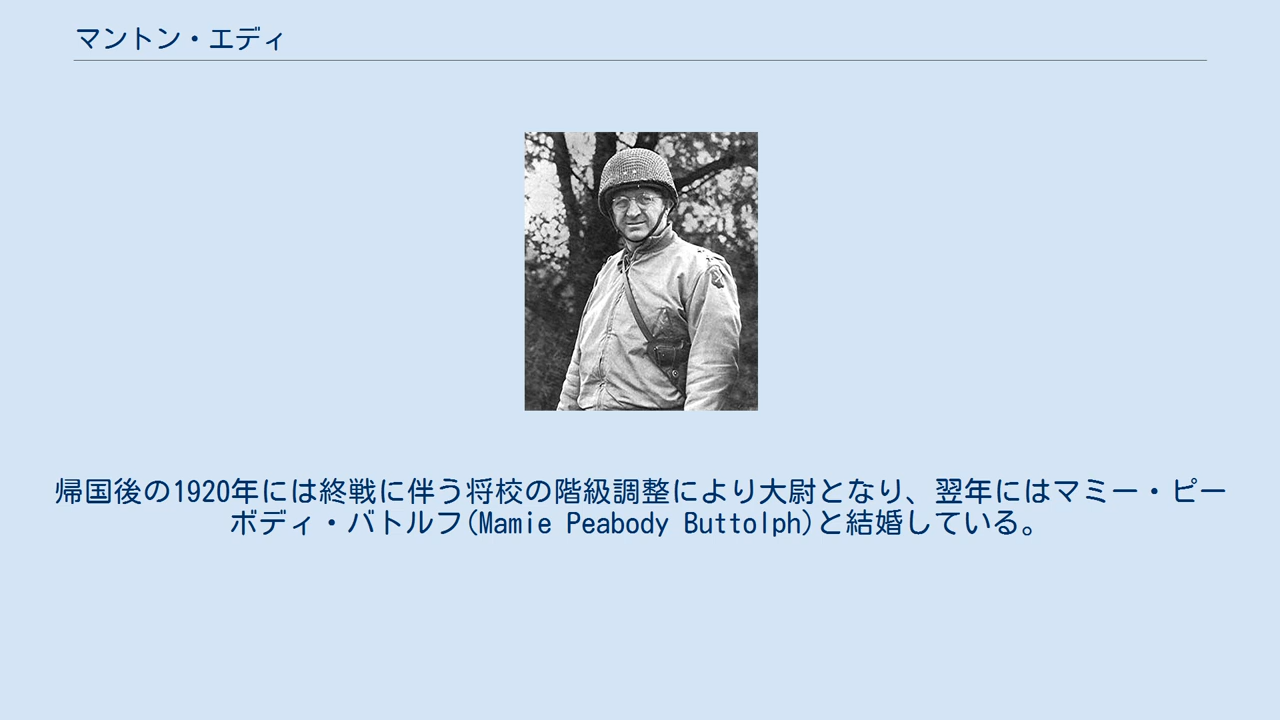 マントン・エディ
帰国後の1920年には終戦に伴う将校の階級調整により大尉となり、翌年にはマミー・ピー
ボディ・バトルフ(Mamie Peabody Buttolph)と結婚している。